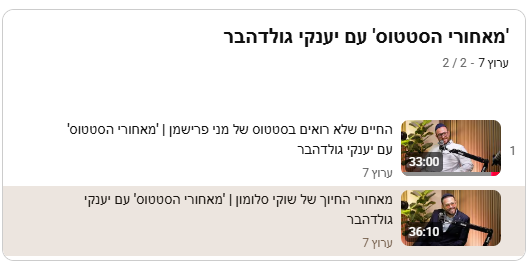 'מאחורי הסטטוס' עם יענקי גולדהבר
ערוץ 7 - 2 / 2
1
33:00
החיים שלא רואים בסטטוס של מני פרישמן | 'מאחורי הסטטוס'
עם יענקי גולדהבר
ערוץ 7
36:10
מאחורי החיוך של שוקי סלומון | 'מאחורי הסטטוס' עם יענקי
גולדהבר
ערוץ 7